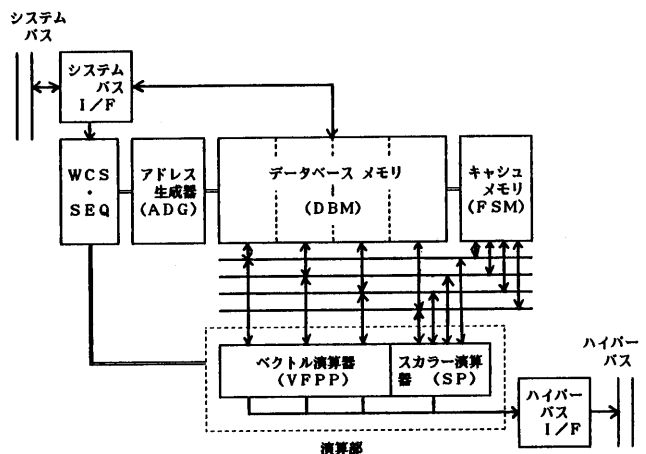 システム
バス
システム
バス
I/F
WCS
・
SEQ
アドレス
生成器
(ADG)
データベース メモリ
(DBM)
キャシュ
メモリ
(FSM)
ベクトル演算器
(VFPP)
スカラー演算
器 (SP)
ハイパー
バス
ハイパー
バス
I/F
演算部